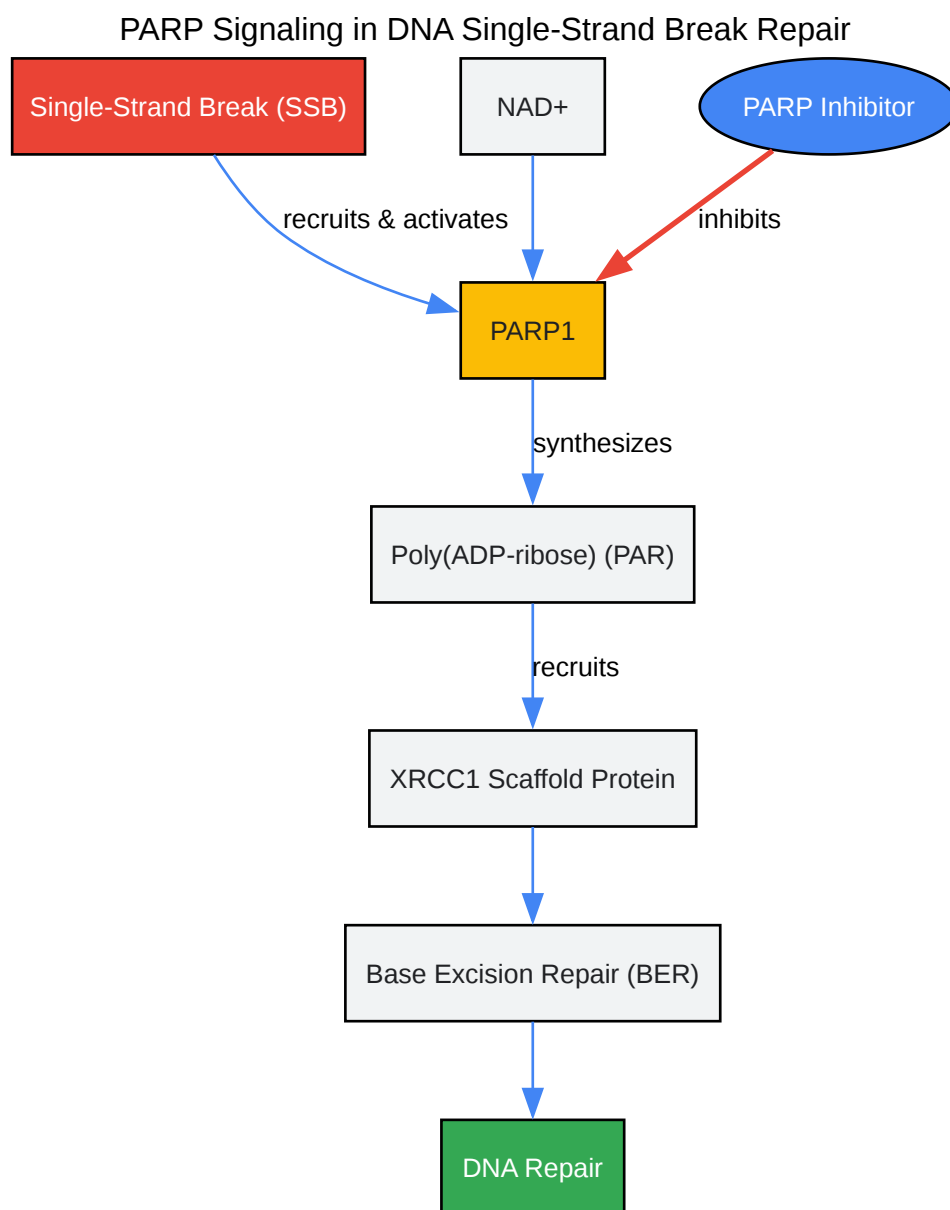 PARP Signaling in DNA Single-Strand Break Repair
Single-Strand Break (SSB)
NAD+
PARP Inhibitor
recruits & activates
inhibits
PARP1
synthesizes
Poly(ADP-ribose) (PAR)
recruits
XRCC1 Scaffold Protein
Base Excision Repair (BER)
DNA Repair